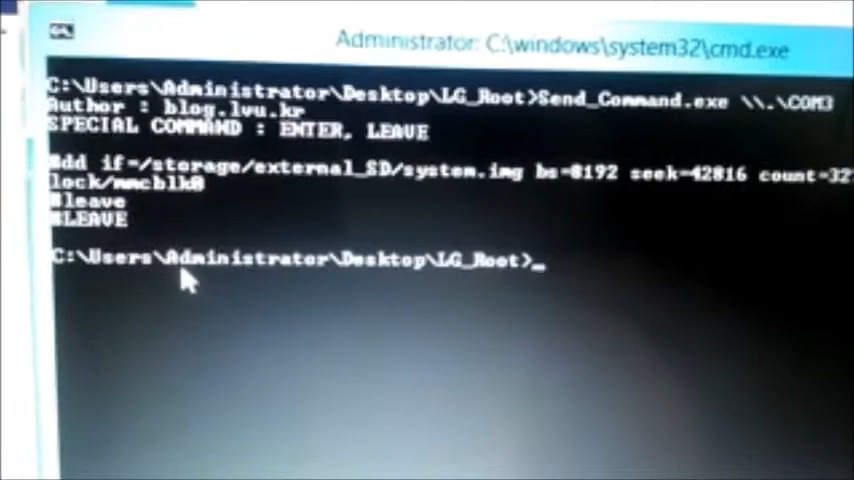 Administrator: C:\windows\system32\cmd.exe
C:\Users\Administrator\Desktop\LG_Root>Send_Command.exe \\.\COM3
Author : blog.lvu.kr
SPECIAL COMMAND : ENTER, LEAVE
#dd if=/storage/external_SD/system.img bs=8192 seek=42816 count=32
lock/mmcblk0
#leave
#LEAVE
C:\Users\Administrator\Desktop\LG_Root>_